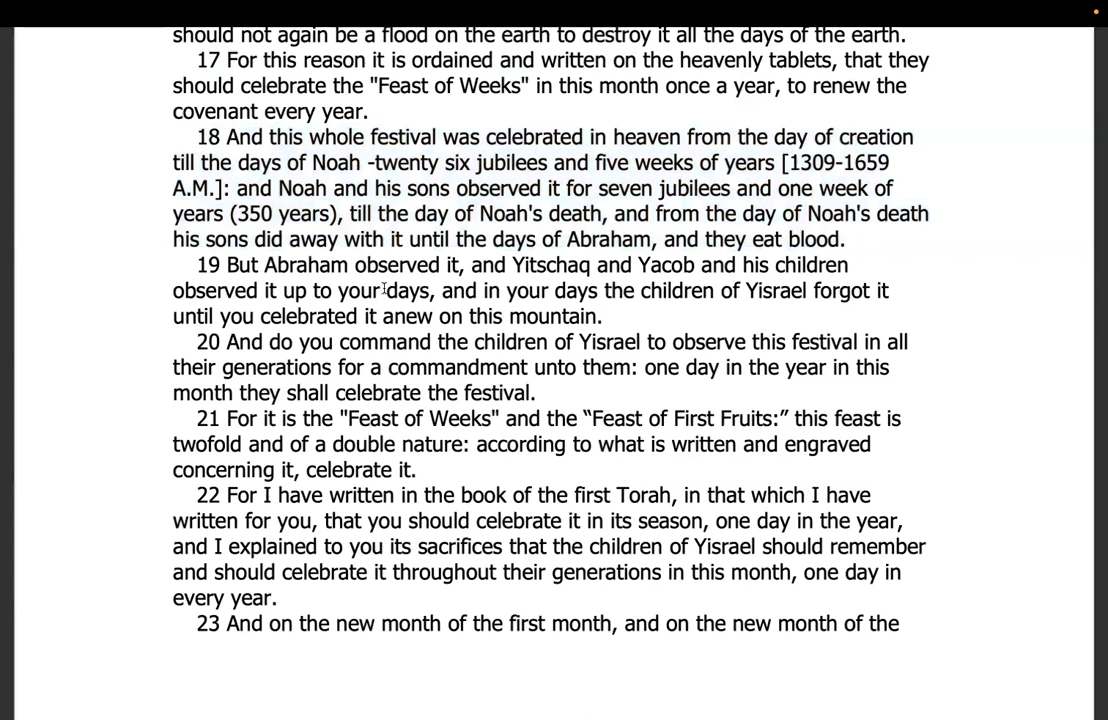 should not again be a flood on the earth to destroy it all the days of the earth.
17 For this reason it is ordained and written on the heavenly tablets, that they
should celebrate the "Feast of Weeks" in this month once a year, to renew the
covenant every year.
18 And this whole festival was celebrated in heaven from the day of creation
till the days of Noah -twenty six jubilees and five weeks of years [1309-1659
A.M.]: and Noah and his sons observed it for seven jubilees and one week of
years (350 years), till the day of Noah's death, and from the day of Noah's death
his sons did away with it until the days of Abraham, and they eat blood.
19 But Abraham observed it, and Yitschaq and Yacob and his children
observed it up to your days, and in your days the children of Yisrael forgot it
until you celebrated it anew on this mountain.
20 And do you command the children of Yisrael to observe this festival in all
their generations for a commandment unto them: one day in the year in this
month they shall celebrate the festival.
21 For it is the "Feast of Weeks" and the “Feast of First Fruits:” this feast is
twofold and of a double nature: according to what is written and engraved
concerning it, celebrate it.
22 For I have written in the book of the first Torah, in that which I have
written for you, that you should celebrate it in its season, one day in the year,
and I explained to you its sacrifices that the children of Yisrael should remember
and should celebrate it throughout their generations in this month, one day in
every year.
23 And on the new month of the first month, and on the new month of the